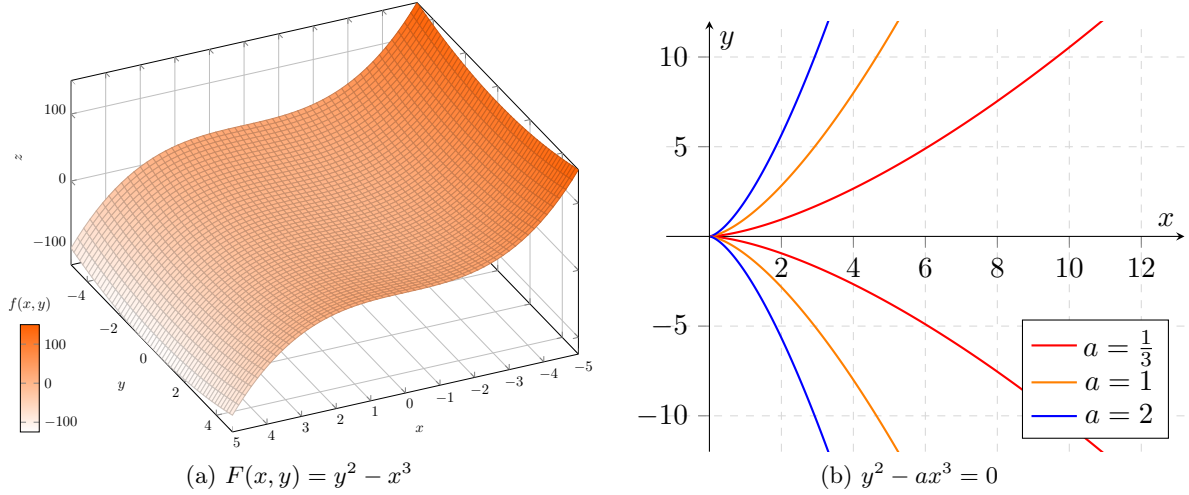 100
0
−100
z
−4
−2
0
2
4
y
5
4
3
2
1
0
−1
−2
−3
−4
−5
x
f(x, y)
100
0
−100
(a) F(x, y) = y² − x³
y
x
10
5
−5
−10
2
4
6
8
10
12
a = 1/3
a = 1
a = 2
(b) y² − ax³ = 0